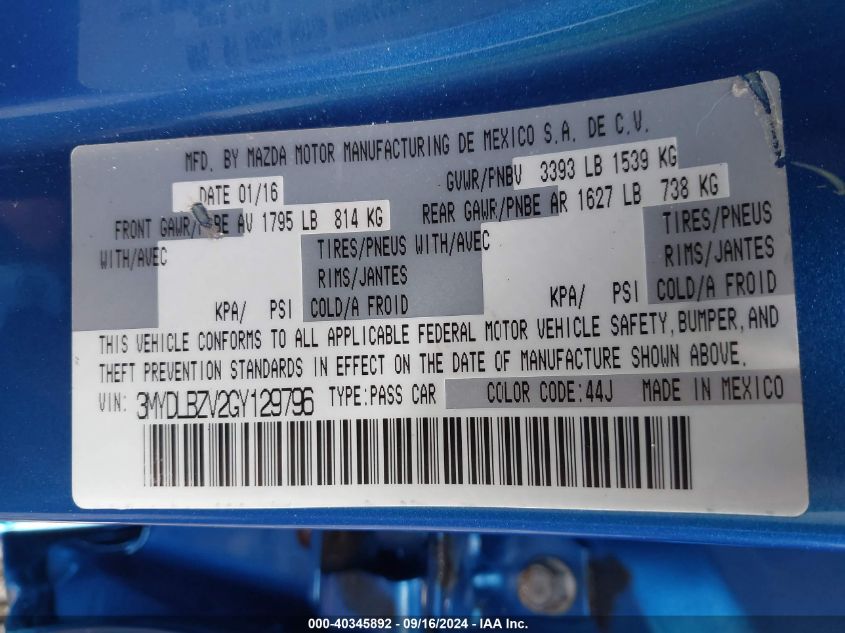 MFD. BY MAZDA MOTOR MANUFACTURING DE MEXICO S.A. DE C.V.
DATE 01/16 GVWR/PNBV 3393 LB 1539 KG
FRONT GAWR/PNBE AV 1795 LB 814 KG REAR GAWR/PNBE AR 1627 LB 738 KG
WITH/AVEC TIRES/PNEUS WITH/AVEC TIRES/PNEUS
RIMS/JANTES RIMS/JANTES
KPA/ PSI COLD/A FROID KPA/ PSI COLD/A FROID
THIS VEHICLE CONFORMS TO ALL APPLICABLE FEDERAL MOTOR VEHICLE SAFETY, BUMPER, AND
THEFT PREVENTION STANDARDS IN EFFECT ON THE DATE OF MANUFACTURE SHOWN ABOVE.
VIN: 3MYDLBZV2GY129796 TYPE:PASS CAR COLOR CODE:44J MADE IN MEXICO
000-40345892 - 09/16/2024 - IAA Inc.